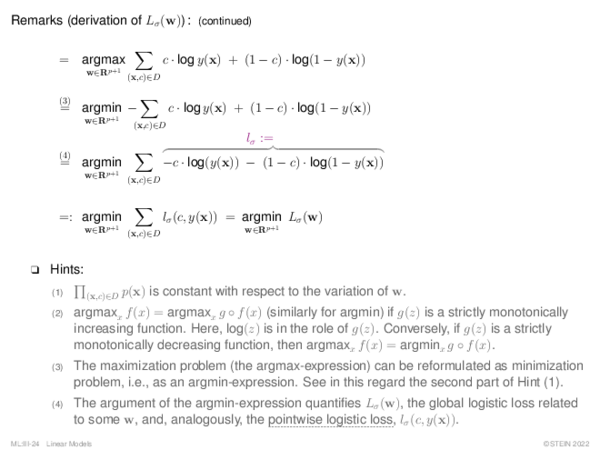 Remarks (derivation of L_σ(w)): (continued)
= argmax_{w∈R^{p+1}} ∑_{(x,c)∈D} c · log y(x) + (1 − c) · log(1 − y(x))
(3)= argmin_{w∈R^{p+1}} −∑_{(x,c)∈D} c · log y(x) + (1 − c) · log(1 − y(x))
l_σ :=
(4)= argmin_{w∈R^{p+1}} ∑_{(x,c)∈D} −c · log(y(x)) − (1 − c) · log(1 − y(x))
=: argmin_{w∈R^{p+1}} ∑_{(x,c)∈D} l_σ(c, y(x)) = argmin_{w∈R^{p+1}} L_σ(w)
❑ Hints:
(1) ∏_{(x,c)∈D} p(x) is constant with respect to the variation of w.
(2) argmax_x f(x) = argmax_x g ∘ f(x) (similarly for argmin) if g(z) is a strictly monotonically
increasing function. Here, log(z) is in the role of g(z). Conversely, if g(z) is a strictly
monotonically decreasing function, then argmax_x f(x) = argmin_x g ∘ f(x).
(3) The maximization problem (the argmax-expression) can be reformulated as minimization
problem, i.e., as an argmin-expression. See in this regard the second part of Hint (1).
(4) The argument of the argmin-expression quantifies L_σ(w), the global logistic loss related
to some w, and, analogously, the pointwise logistic loss, l_σ(c, y(x)).
ML:III-24 Linear Models ©STEIN 2022